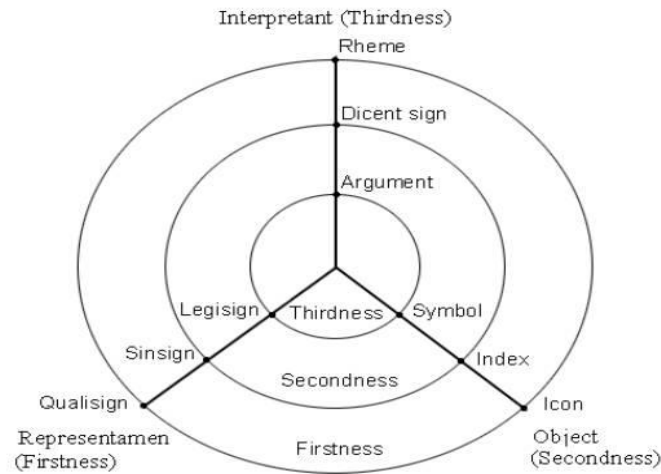 Interpretant (Thirdness)
Rheme
Dicent sign
Argument
Legisign
Thirdness
Symbol
Sinsign
Index
Secondness
Qualisign
Icon
Representamen
(Firstness)
Firstness
Object
(Secondness)